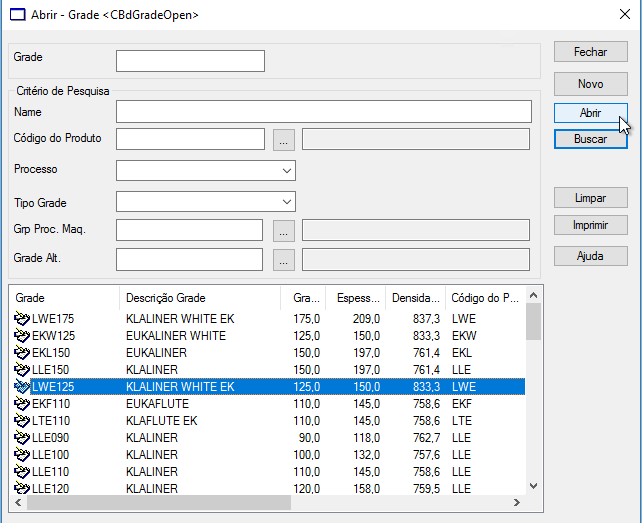 Abrir - Grade <CBdGradeOpen>
Grade
Fechar
Critério de Pesquisa
Novo
Name
Abrir
Código do Produto
...
Buscar
Processo
Tipo Grade
Limpar
Grp Proc. Maq.
...
Imprimir
Grade Alt.
...
Ajuda
Grade Descrição Grade Gra... Espess... Densida... Código do P...
LWE175 KLALINER WHITE EK 175,0 209,0 837,3 LWE
EKW125 EUKALINER WHITE 125,0 150,0 833,3 EKW
EKL150 EUKALINER 150,0 197,0 761,4 EKL
LLE150 KLALINER 150,0 197,0 761,4 LLE
LWE125 KLALINER WHITE EK 125,0 150,0 833,3 LWE
EKF110 EUKAFLUTE 110,0 145,0 758,6 EKF
LTE110 KLAFLUTE EK 110,0 145,0 758,6 LTE
LLE090 KLALINER 90,0 118,0 762,7 LLE
LLE100 KLALINER 100,0 132,0 757,6 LLE
LLE110 KLALINER 110,0 145,0 758,6 LLE
LLE120 KLALINER 120,0 158,0 759,5 LLE